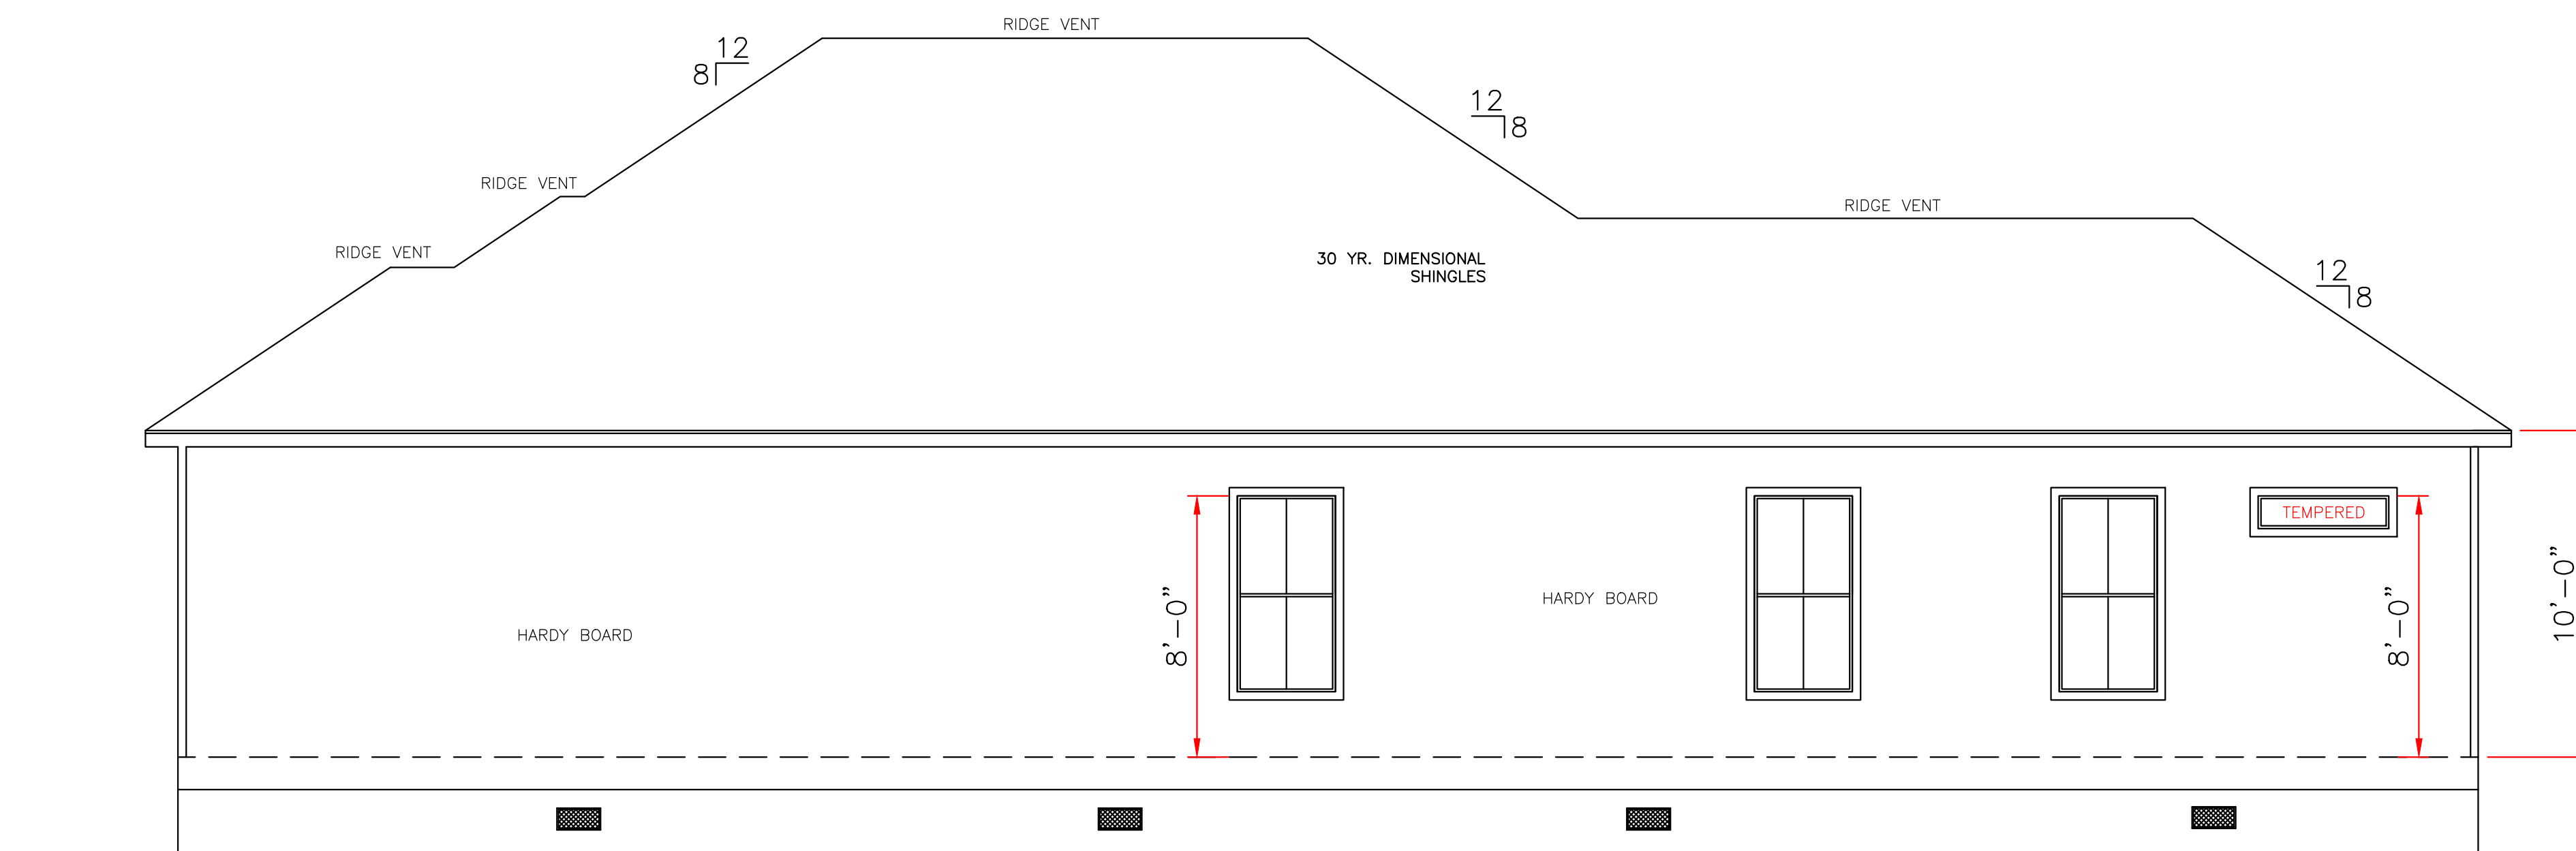 RIDGE VENT
12
8
12
8
RIDGE VENT
RIDGE VENT
RIDGE VENT
30 YR. DIMENSIONAL
SHINGLES
12
8
TEMPERED
8'-0"
HARDY BOARD
8'-0"
10'-0"
HARDY BOARD